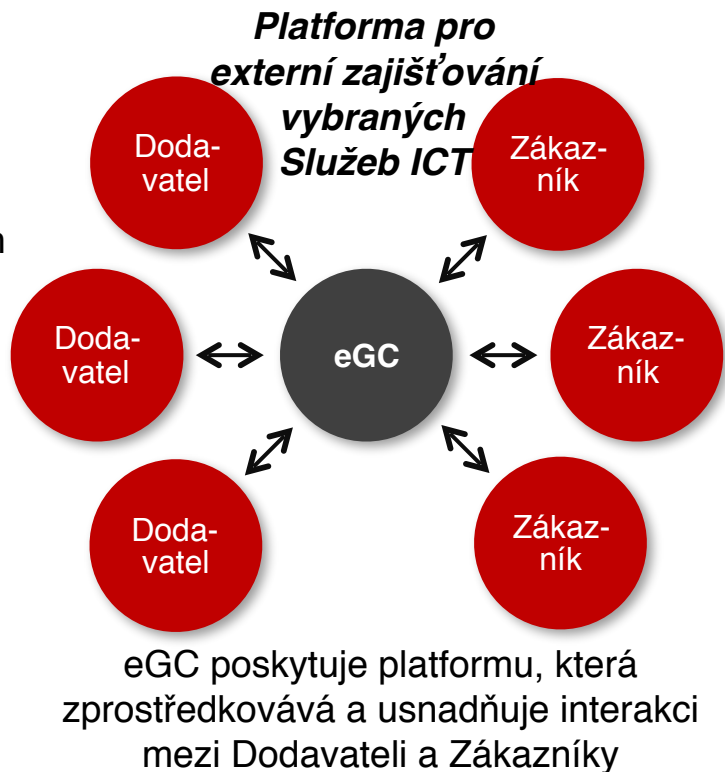 Platforma pro
externí zajišťování
vybraných
Služeb ICT
Doda-
vatel
Zákaz-
ník
Doda-
vatel
eGC
Zákaz-
ník
Doda-
vatel
Zákaz-
ník
eGC poskytuje platformu, která
zprostředkovává a usnadňuje interakci
mezi Dodavateli a Zákazníky